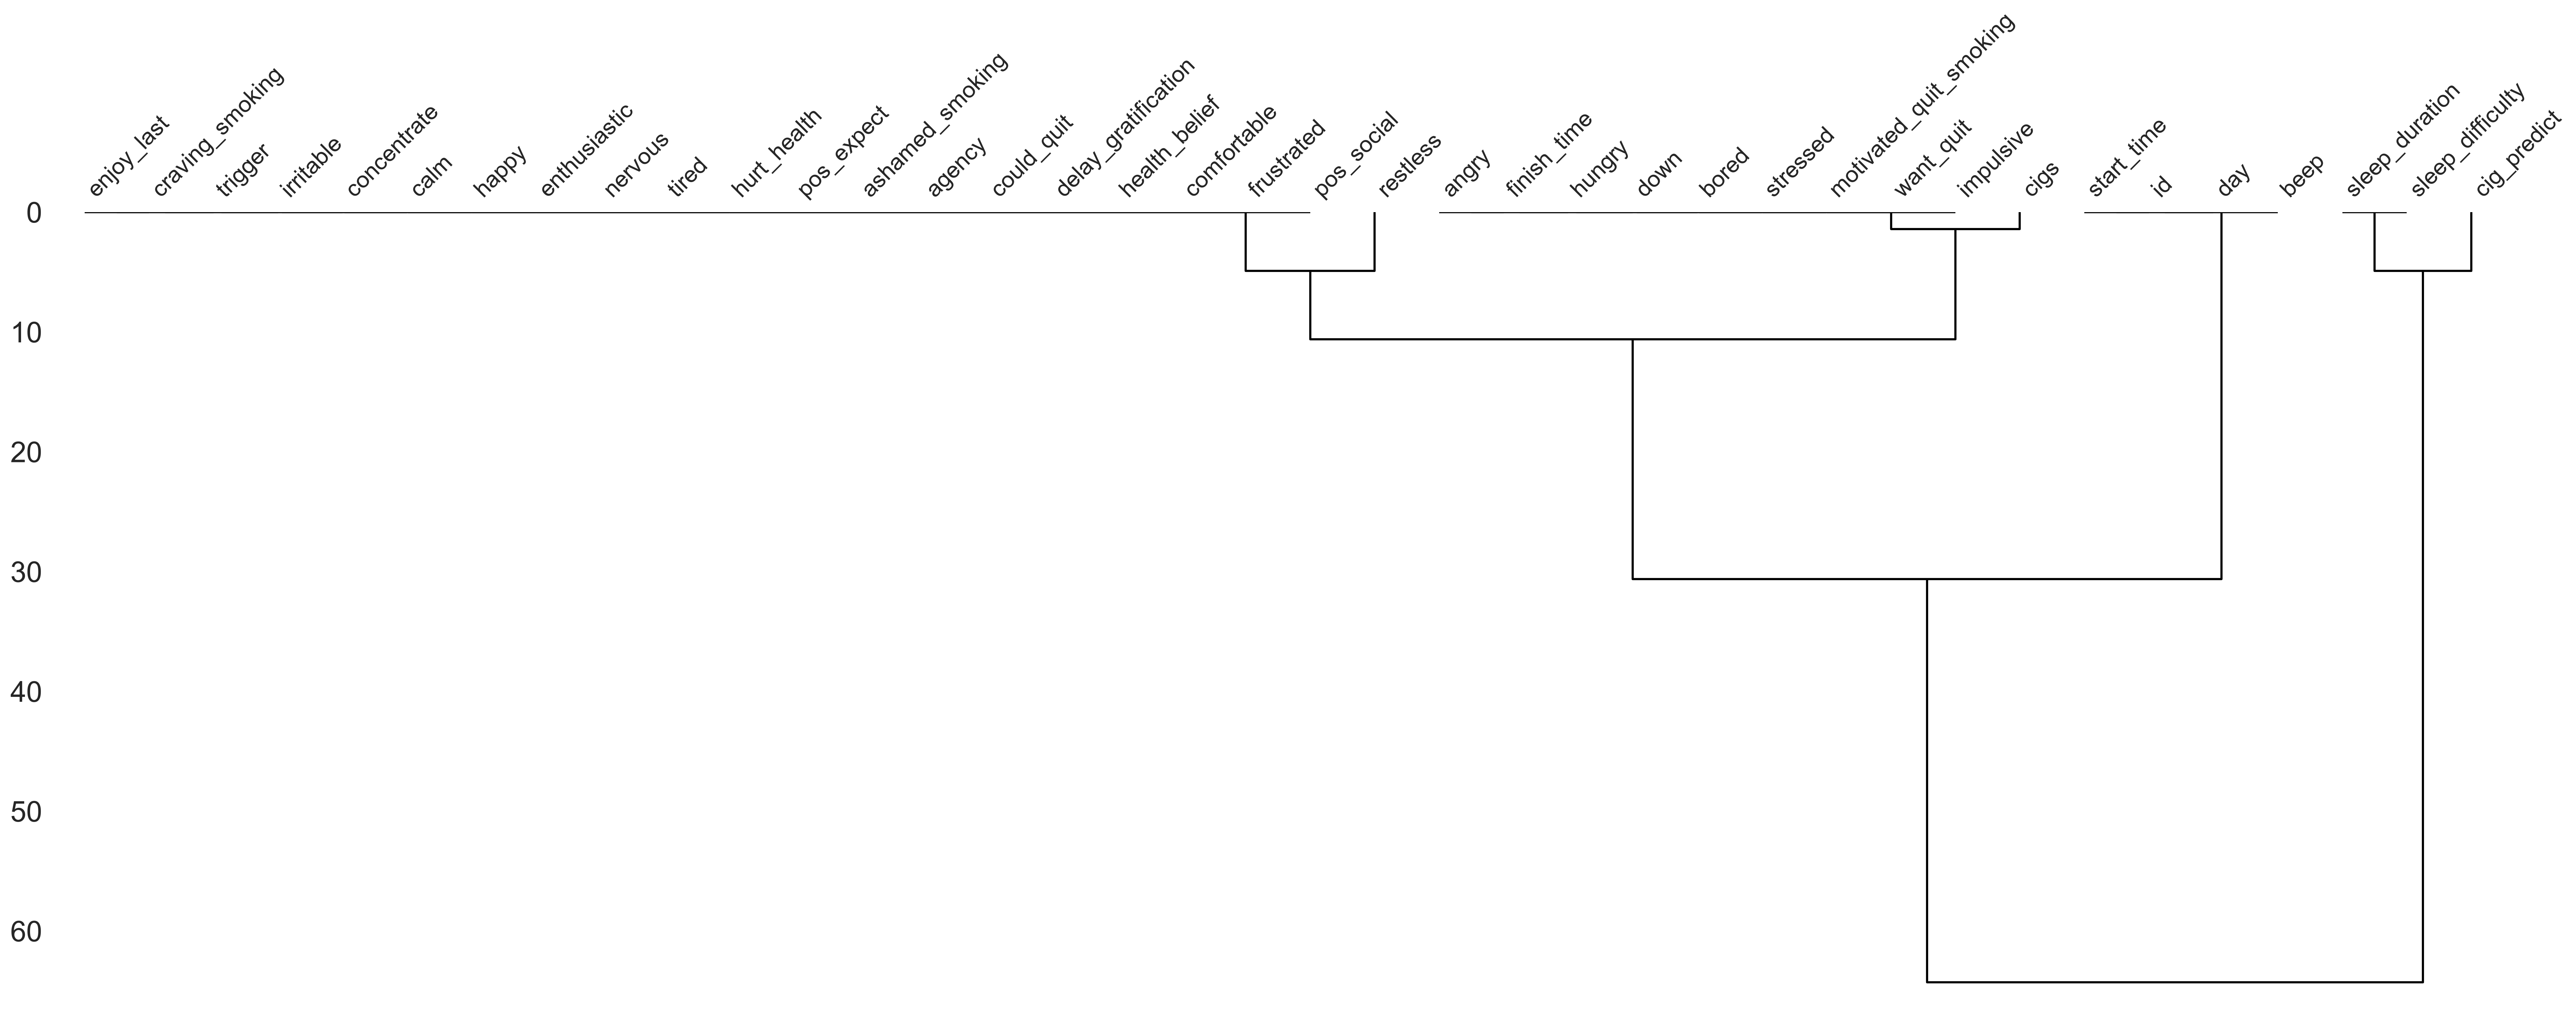 enjoy_last
craving_smoking
trigger
irritable
concentrate
calm
happy
enthusiastic
nervous
tired
hurt_health
pos_expect
ashamed_smoking
agency
could_quit
delay_gratification
health_belief
comfortable
frustrated
pos_social
restless
angry
finish_time
hungry
down
bored
stressed
motivated_quit_smoking
want_quit
impulsive
cigs
start_time
id
day
beep
sleep_duration
sleep_difficulty
cig_predict
0
10
20
30
40
50
60